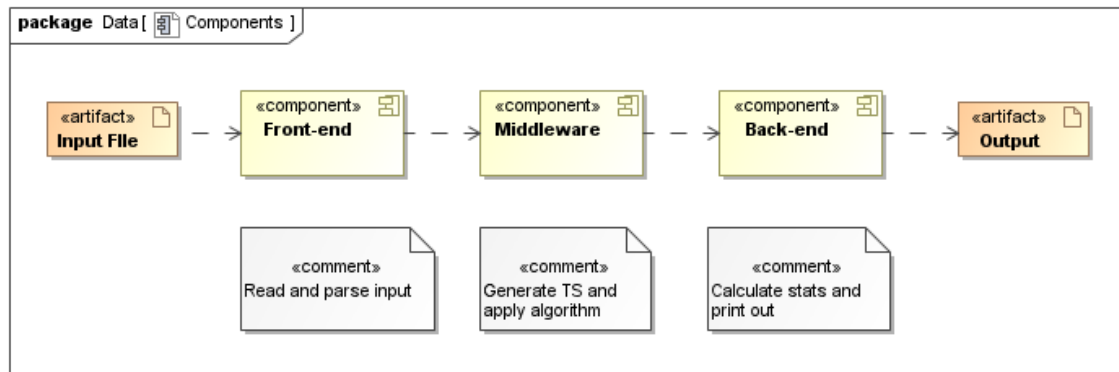 package Data [ Components ]
«artifact»
Input FIle
«component»
Front-end
«component»
Middleware
«component»
Back-end
«artifact»
Output
«comment»
Read and parse input
«comment»
Generate TS and
apply algorithm
«comment»
Calculate stats and
print out